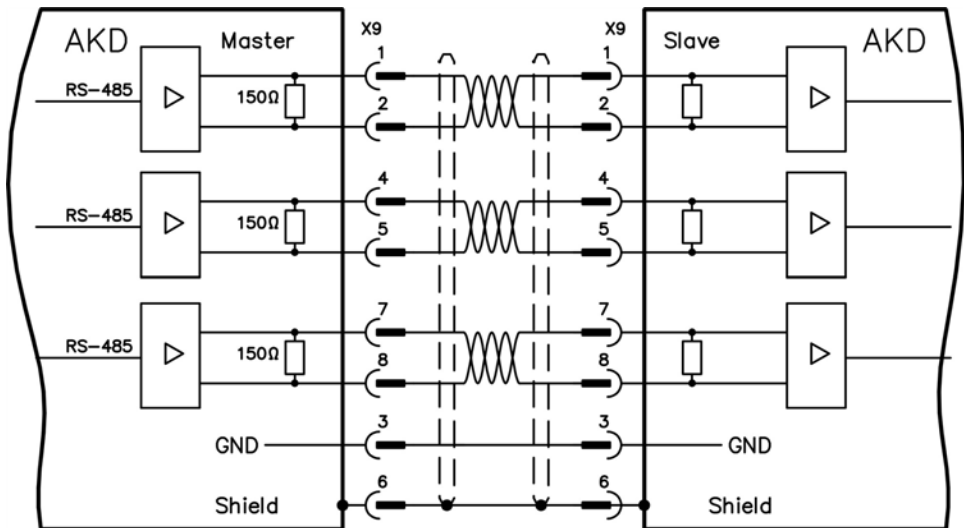 AKD Master X9 X9 Slave AKD
1 1
RS-485 150Ω
2 2
4 4
RS-485 150Ω
5 5
7 7
RS-485 150Ω
8 8
3 3
GND GND
6 6
Shield Shield